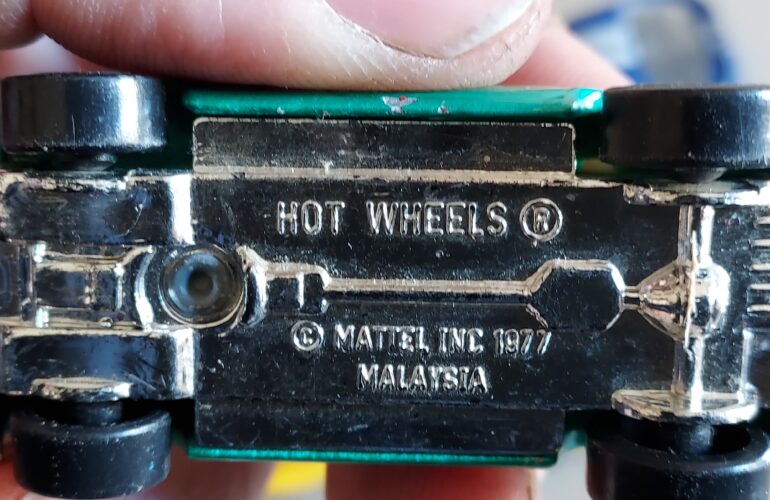 HOT WHEELS ®
© MATTEL INC 1977
MALAYSIA